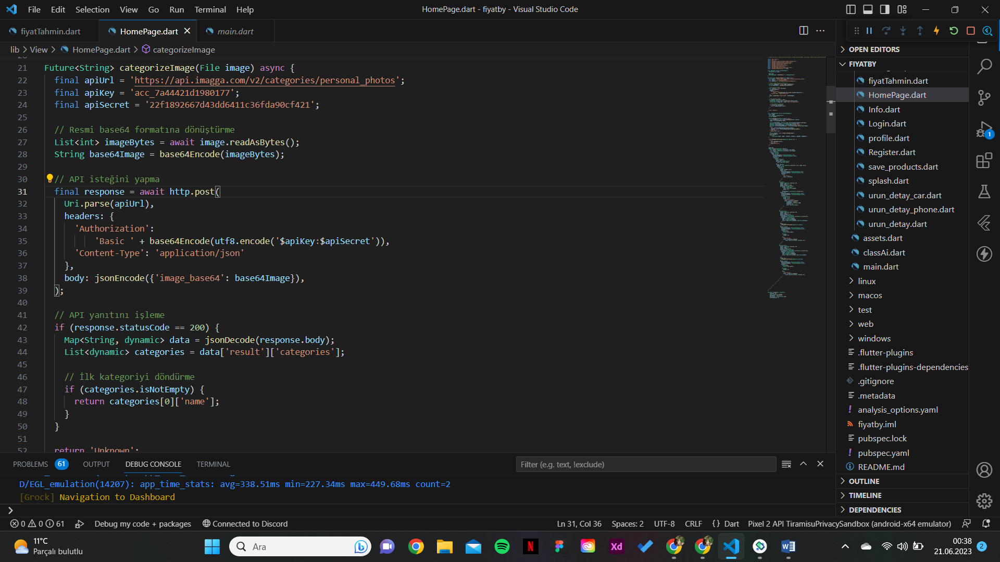 File Edit Selection View Go Run Terminal Help
HomePage.dart - fiyatby - Visual Studio Code
fiyatTahmin.dart
HomePage.dart
main.dart
lib > View > HomePage.dart > categorizeImage
21 Future<String> categorizeImage(File image) async {
22 final apiUrl = 'https://api.imagga.com/v2/categories/personal_photos';
23 final apiKey = 'acc_7a44421d1980177';
24 final apiSecret = '22f1892667d43dd6411c36fda90cf421';
25
26 // Resmi base64 formatına dönüştürme
27 List<int> imageBytes = await image.readAsBytes();
28 String base64Image = base64Encode(imageBytes);
29
30 // API isteğini yapma
31 final response = await http.post(
32 Uri.parse(apiUrl),
33 headers: {
34 'Authorization':
35 'Basic ' + base64Encode(utf8.encode('$apiKey:$apiSecret')),
36 'Content-Type': 'application/json'
37 },
38 body: jsonEncode({'image_base64': base64Image}),
39 );
40
41 // API yanıtını işleme
42 if (response.statusCode == 200) {
43 Map<String, dynamic> data = jsonDecode(response.body);
44 List<dynamic> categories = data['result']['categories'];
45
46 // İlk kategoriyi döndürme
47 if (categories.isNotEmpty) {
48 return categories[0]['name'];
49 }
50 }
51
52 return 'Unknown';
OPEN EDITORS
FIYATBY
fiyatTahmin.dart
HomePage.dart
Info.dart
Login.dart
profile.dart
Register.dart
save_products.dart
splash.dart
urun_detay_car.dart
urun_detay_phone.dart
urun_detay.dart
assets.dart
classAi.dart
main.dart
linux
macos
test
web
windows
.flutter-plugins
.flutter-plugins-dependencies
.gitignore
.metadata
analysis_options.yaml
fiyatby.iml
pubspec.lock
pubspec.yaml
README.md
OUTLINE
TIMELINE
DEPENDENCIES
1
PROBLEMS 61 OUTPUT DEBUG CONSOLE TERMINAL
Filter (e.g. text, !exclude)
D/EGL_emulation(14207): app_time_stats: avg=338.51ms min=227.34ms max=449.68ms count=2
[Grock] Navigation to Dashboard
0 0 61 Debug my code + packages Connected to Discord
Ln 31, Col 36 Spaces: 2 UTF-8 CRLF {} Dart Pixel 2 API TiramisuPrivacySandbox (android-x64 emulator)
11°C
Parçalı bulutlu
Ara
N
Xd
00:38
21.06.2023
2